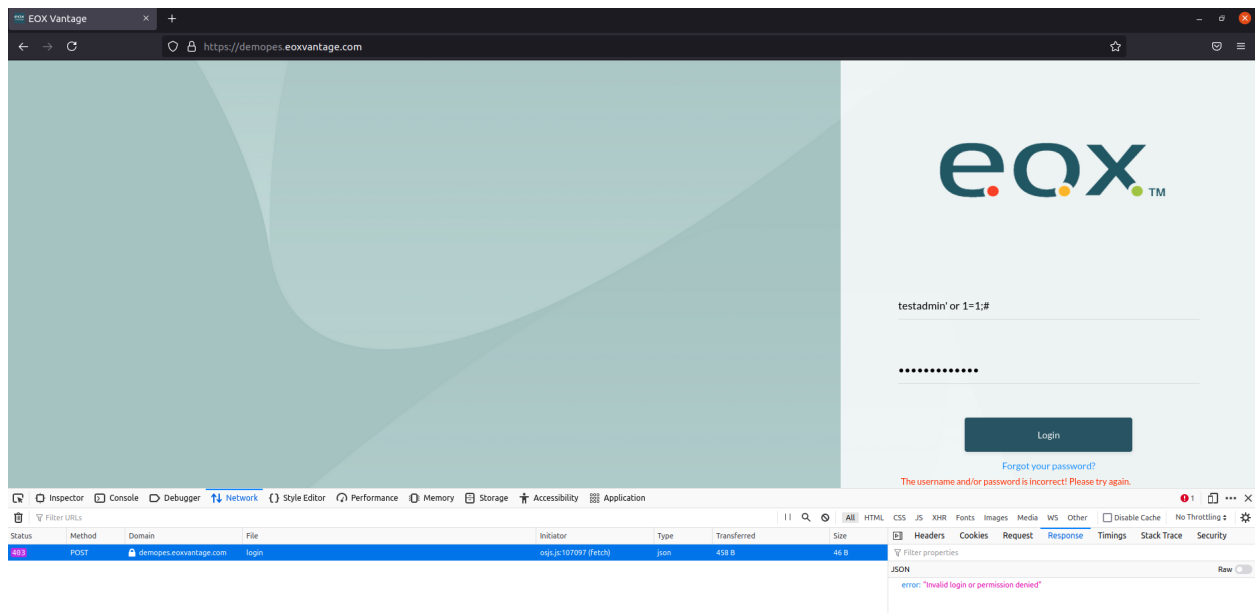 EOX Vantage
https://demopes.eoxvantage.com
eox TM
testadmin' or 1=1;#
•••••••••••••
Login
Forgot your password?
The username and/or password is incorrect! Please try again.
Inspector Console Debugger Network Style Editor Performance Memory Storage Accessibility Application 1
Filter URLs All HTML CSS JS XHR Fonts Images Media WS Other Disable Cache No Throttling
Status Method Domain File Initiator Type Transferred Size Headers Cookies Request Response Timings Stack Trace Security
403 POST demopes.eoxvantage.com login osjs.js:107097 (fetch) json 458 B 46 B Filter properties
JSON Raw
error: "Invalid login or permission denied"